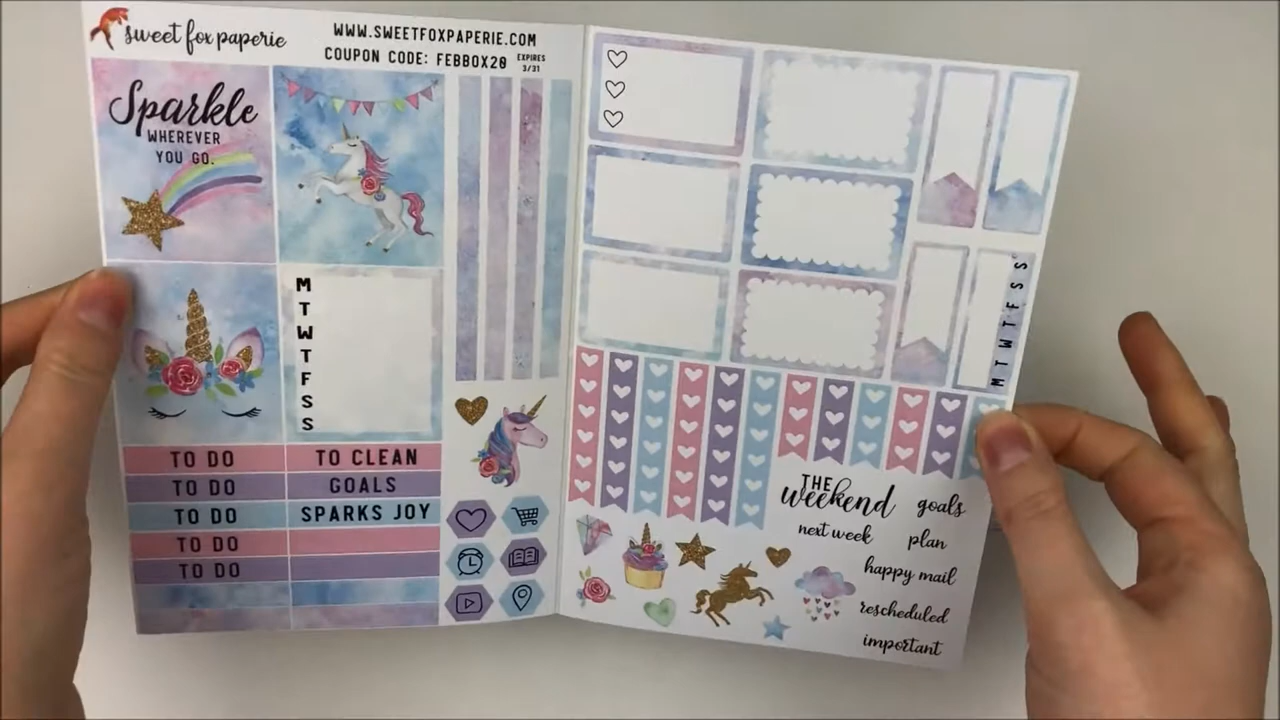 sweet fox paperie
WWW.SWEETFOXPAPERIE.COM
COUPON CODE: FEBBOX20
EXPIRES
3/31
Sparkle
WHEREVER
YOU GO.
M
T
W
T
F
S
S
TO DO
TO CLEAN
TO DO
GOALS
TO DO
SPARKS JOY
TO DO
TO DO
M T W T F S S
THE
weekend
goals
next week
plan
happy mail
rescheduled
important